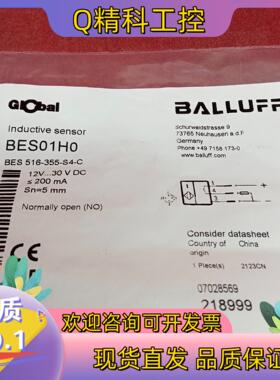 Q精科工控
Global
BALLUFF
Inductive sensor
BES01H0
BES 516-355-S4-C
12V...30 V DC
≤ 200 mA
Sn=5 mm
Normally open (NO)
Schurwaldstrasse 9
73765 Neuhausen a.d.F
Germany
Phone +49 7158 173-0
www.balluff.com
Consider datasheet
Country of China
origin
1 Piece(s) 2123CN
07028569
218999
质
0.1
欢迎咨询可开发票
现货直发 品质保证